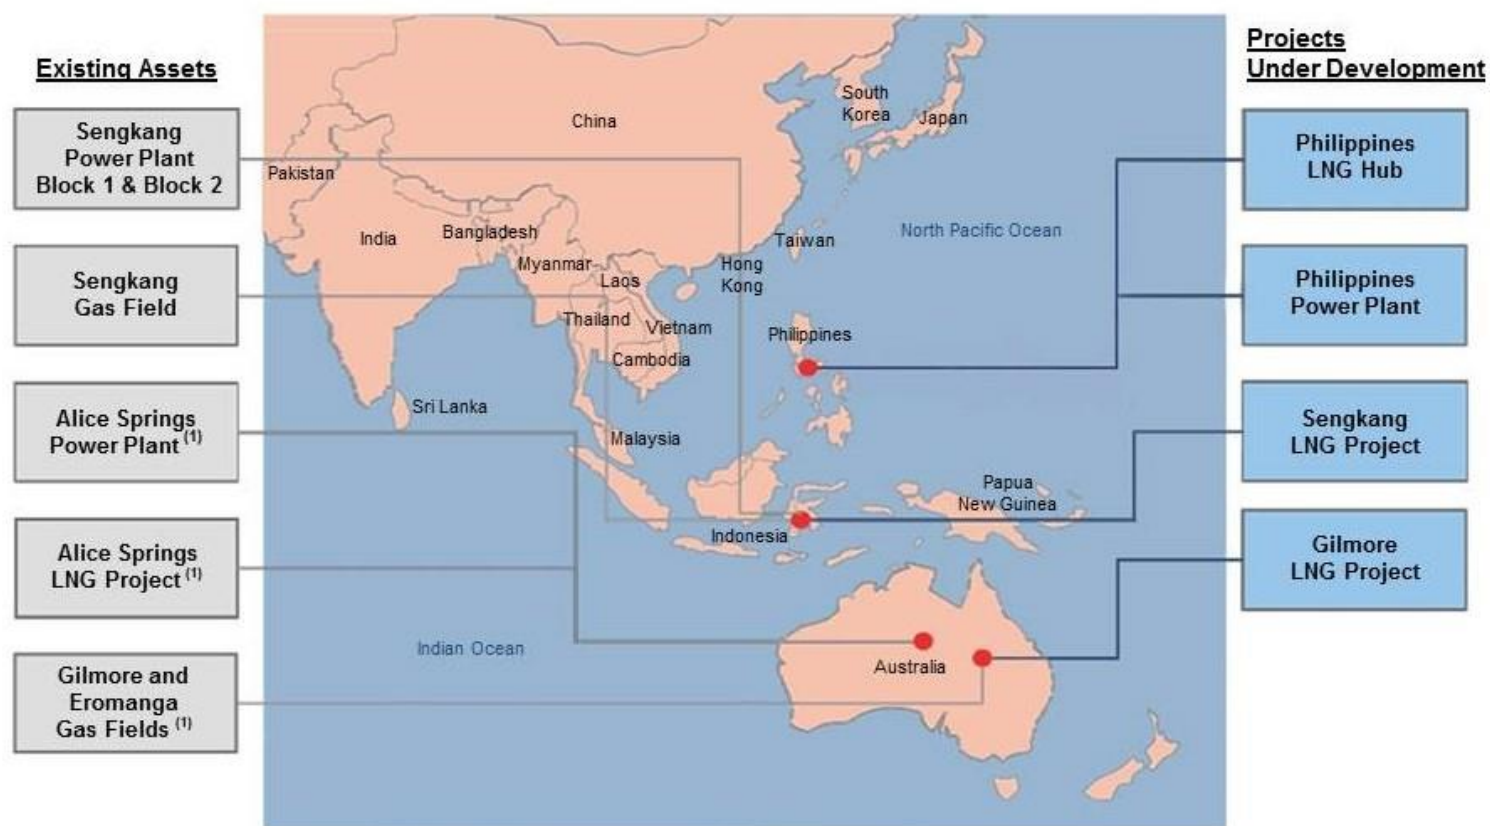 Existing Assets
Sengkang
Power Plant
Block 1 & Block 2
Sengkang
Gas Field
Alice Springs
Power Plant (1)
Alice Springs
LNG Project (1)
Gilmore and
Eromanga
Gas Fields (1)
China
South
Korea
Japan
Pakistan
India
Bangladesh
Myanmar
Laos
Thailand
Vietnam
Cambodia
Sri Lanka
Malaysia
Taiwan
Hong
Kong
North Pacific Ocean
Philippines
Papua
New Guinea
Indonesia
Indian Ocean
Australia
Projects
Under Development
Philippines
LNG Hub
Philippines
Power Plant
Sengkang
LNG Project
Gilmore
LNG Project